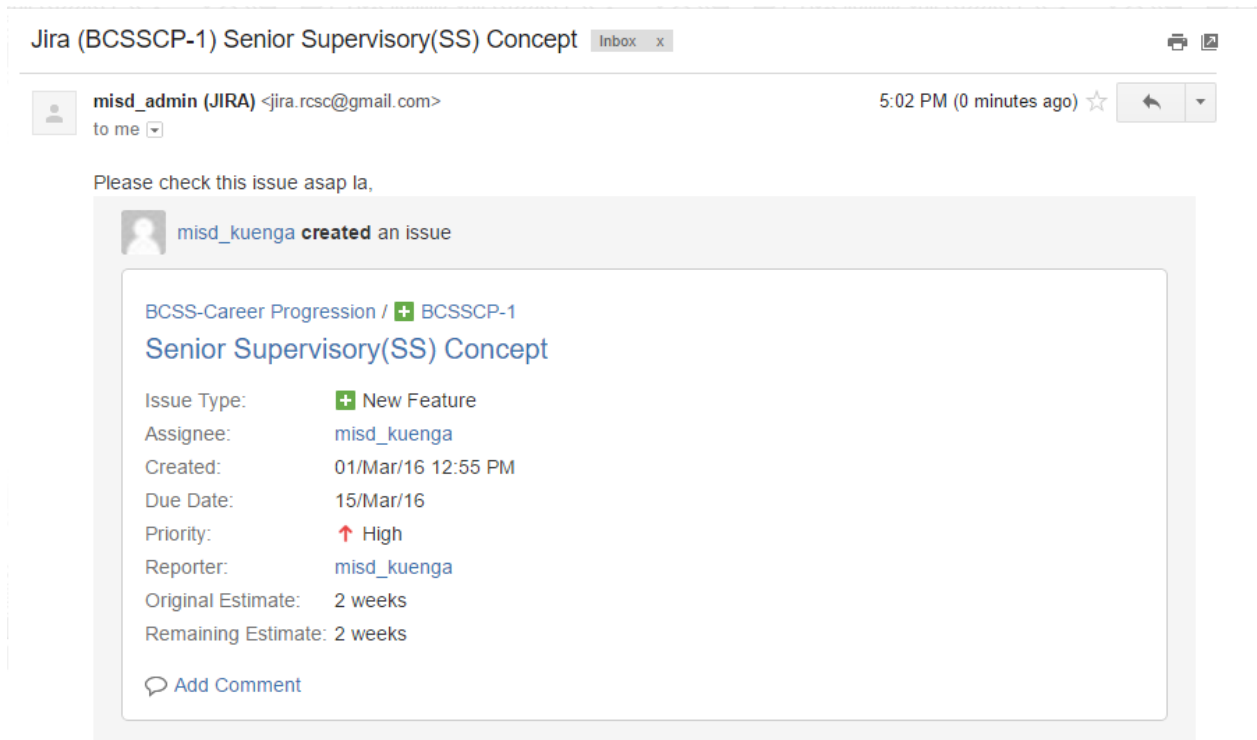 Jira (BCSSCP-1) Senior Supervisory(SS) Concept Inbox x
misd_admin (JIRA) <jira.rcsc@gmail.com> 5:02 PM (0 minutes ago)
to me
Please check this issue asap la,
misd_kuenga created an issue
BCSS-Career Progression / BCSSCP-1
Senior Supervisory(SS) Concept
Issue Type: New Feature
Assignee: misd_kuenga
Created: 01/Mar/16 12:55 PM
Due Date: 15/Mar/16
Priority: High
Reporter: misd_kuenga
Original Estimate: 2 weeks
Remaining Estimate: 2 weeks
Add Comment